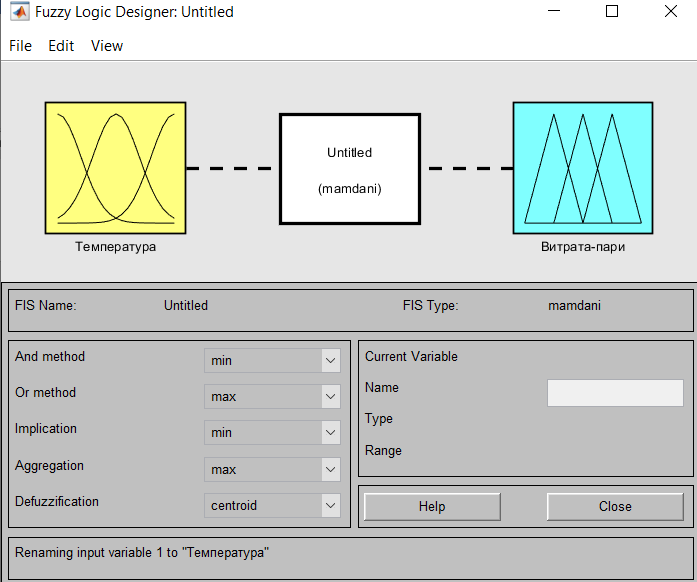 Fuzzy Logic Designer: Untitled
File Edit View
Untitled
(mamdani)
Температура
Витрата-пари
FIS Name: Untitled FIS Type: mamdani
And method min
Or method max
Implication min
Aggregation max
Defuzzification centroid
Current Variable
Name
Type
Range
Help Close
Renaming input variable 1 to "Температура"